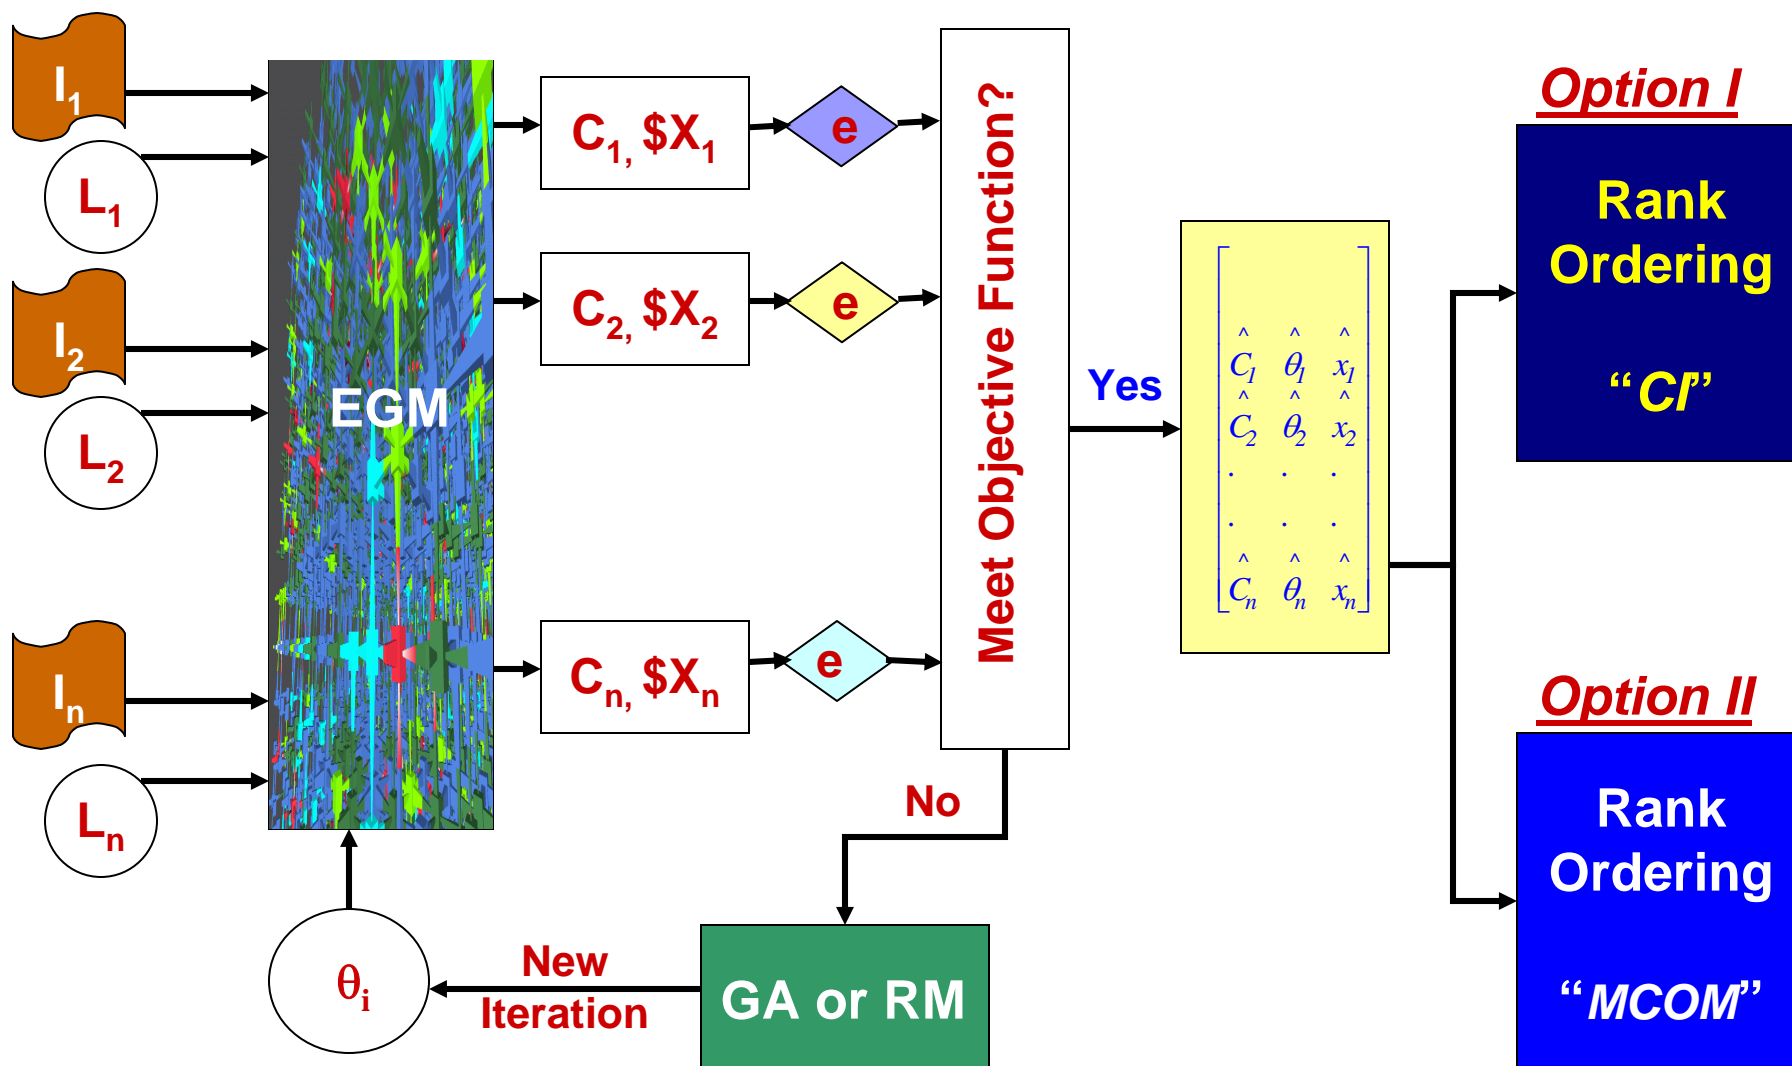 I1
L1
I2
L2
In
Ln
EGM
C1, $X1
C2, $X2
Cn, $Xn
e
e
e
Meet Objective Function?
Yes
No
GA or RM
New
Iteration
θi
Ĉ1 θ̂1 x̂1
Ĉ2 θ̂2 x̂2
. . .
. . .
Ĉn θ̂n x̂n
Option I
Rank
Ordering
“CI”
Option II
Rank
Ordering
“MCOM”